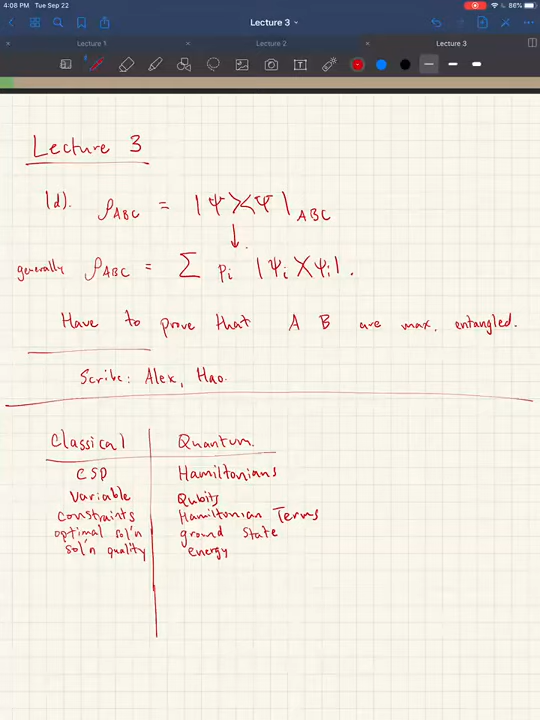 4:08 PM Tue Sep 22
86%
Lecture 3
Lecture 1
Lecture 2
Lecture 3
Lecture 3
1d). ρ_ABC = |Ψ><Ψ|_ABC
↓
generally ρ_ABC = Σ p_i |Ψ_i><Ψ_i|.
Have to prove that A B are max. entangled.
Scribe: Alex, Hao.
Classical | Quantum.
CSP | Hamiltonians
Variable | Qubits
Constraints | Hamiltonian Terms
optimal sol'n | ground state
sol'n quality | energy